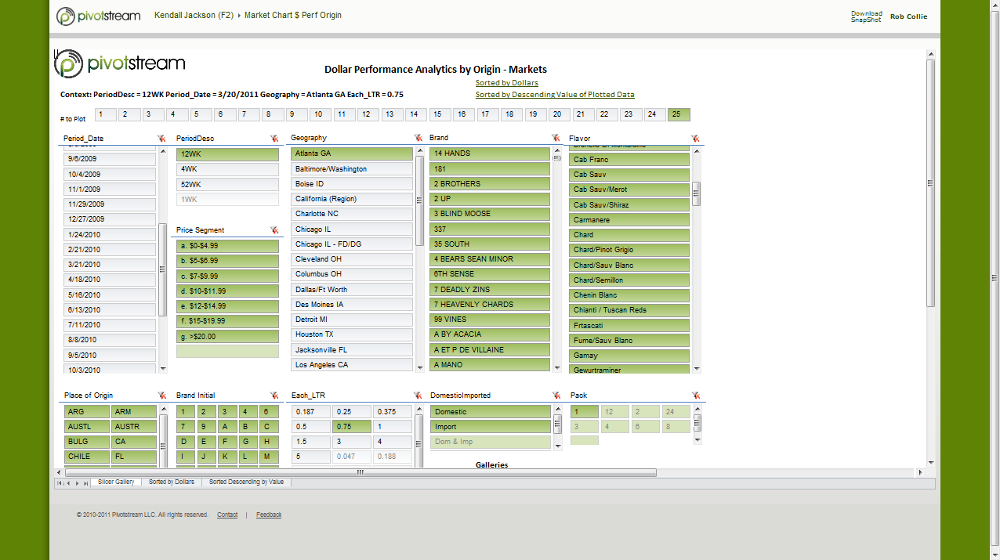 pivotstream Kendall Jackson (F2) Market Chart $ Perf Origin Download SnapShot Rob Collie
pivotstream
Dollar Performance Analytics by Origin - Markets
Sorted by Dollars
Context: PeriodDesc = 12WK Period_Date = 3/20/2011 Geography = Atlanta GA Each_LTR = 0.75
Sorted by Descending Value of Plotted Data
# to Plot 1 2 3 4 5 6 7 8 9 10 11 12 13 14 15 16 17 18 19 20 21 22 23 24 25
Period_Date
9/6/2009
10/4/2009
11/1/2009
11/29/2009
12/27/2009
1/24/2010
2/21/2010
3/21/2010
4/18/2010
5/16/2010
6/13/2010
7/11/2010
8/8/2010
9/5/2010
10/3/2010
PeriodDesc
12WK
4WK
52WK
1WK
Price Segment
a. $0-$4.99
b. $5-$6.99
c. $7-$9.99
d. $10-$11.99
e. $12-$14.99
f. $15-$19.99
g. >$20.00
Geography
Atlanta GA
Baltimore/Washington
Boise ID
California (Region)
Charlotte NC
Chicago IL
Chicago IL - FD/DG
Cleveland OH
Columbus OH
Dallas/Ft Worth
Des Moines IA
Detroit MI
Houston TX
Jacksonville FL
Los Angeles CA
Brand
14 HANDS
181
2 BROTHERS
2 UP
3 BLIND MOOSE
337
35 SOUTH
4 BEARS SEAN MINOR
6TH SENSE
7 DEADLY ZINS
7 HEAVENLY CHARDS
99 VINES
A BY ACACIA
A ET P DE VILLAINE
A MANO
Flavor
Cab Franc
Cab Sauv
Cab Sauv/Merot
Cab Sauv/Shiraz
Carmanere
Chard
Chard/Pinot Grigio
Chard/Sauv Blanc
Chard/Semillon
Chenin Blanc
Chianti / Tuscan Reds
Frtascati
Fume/Sauv Blanc
Gamay
Gewurtraminer
Place of Origin
ARG ARM
AUSTL AUSTR
BULG CA
CHILE FL
Brand Initial
1 2 3 4 6
7 9 A B C
D E F G H
I J K L M
Each_LTR
0.187 0.25 0.375
0.5 0.75 1
1.5 3 4
5 0.047 0.188
DomesticImported
Domestic
Import
Dom & Imp
Pack
1 12 2 24
3 4 6 8
Galleries
Slicer Gallery Sorted by Dollars Sorted Descending by Value
© 2010-2011 Pivotstream LLC. All rights reserved. Contact | Feedback